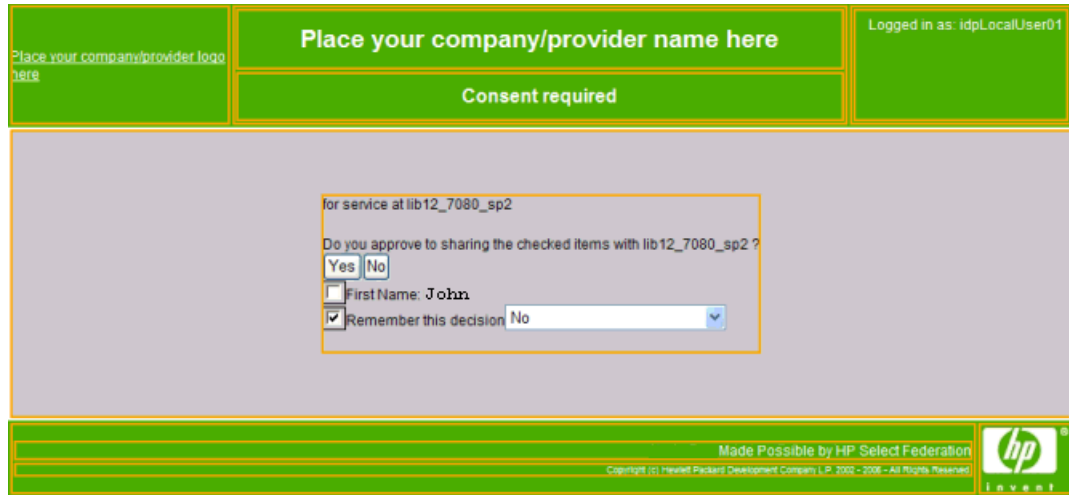 Place your company/provider logo here
Place your company/provider name here
Consent required
Logged in as: idpLocalUser01
for service at lib12_7080_sp2
Do you approve to sharing the checked items with lib12_7080_sp2 ?
Yes No
First Name: John
Remember this decision No
Made Possible by HP Select Federation
Copyright (c) Hewlett Packard Development Company L.P. 2002 - 2006 - All Rights Reserved
hp ®
invent